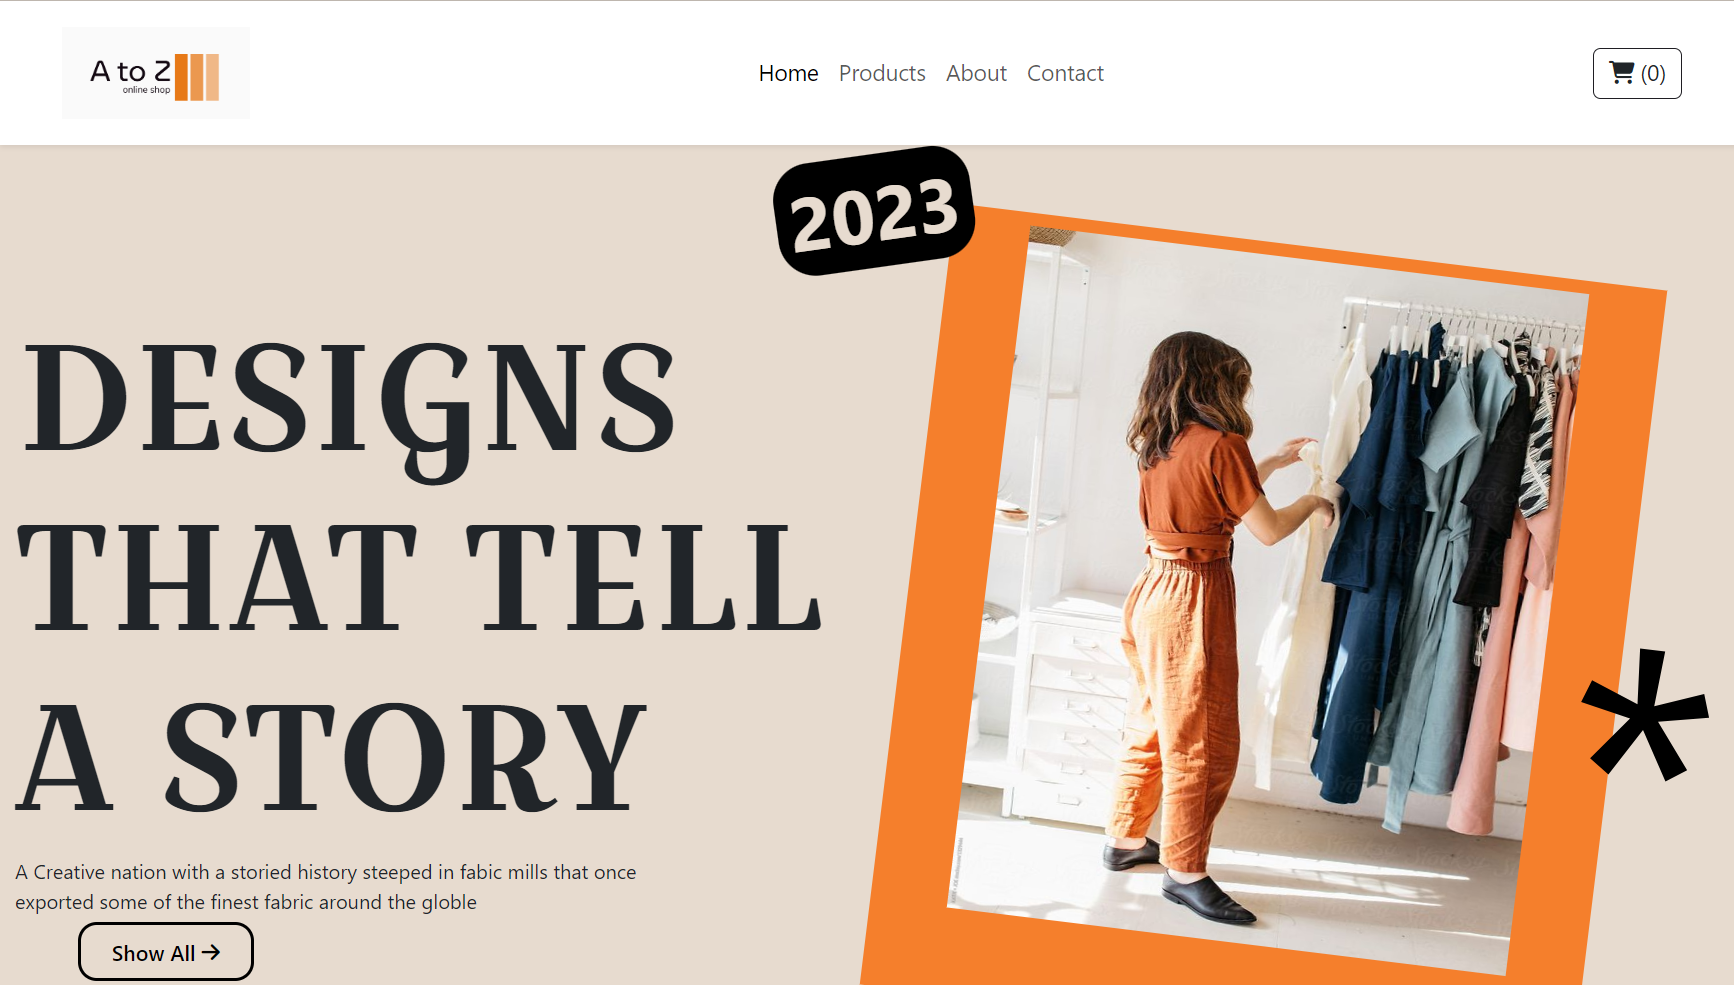 A to Z
online shop
Home Products About Contact
(0)
2023
DESIGNS
THAT TELL
A STORY
A Creative nation with a storied history steeped in fabic mills that once
exported some of the finest fabric around the globle
Show All →